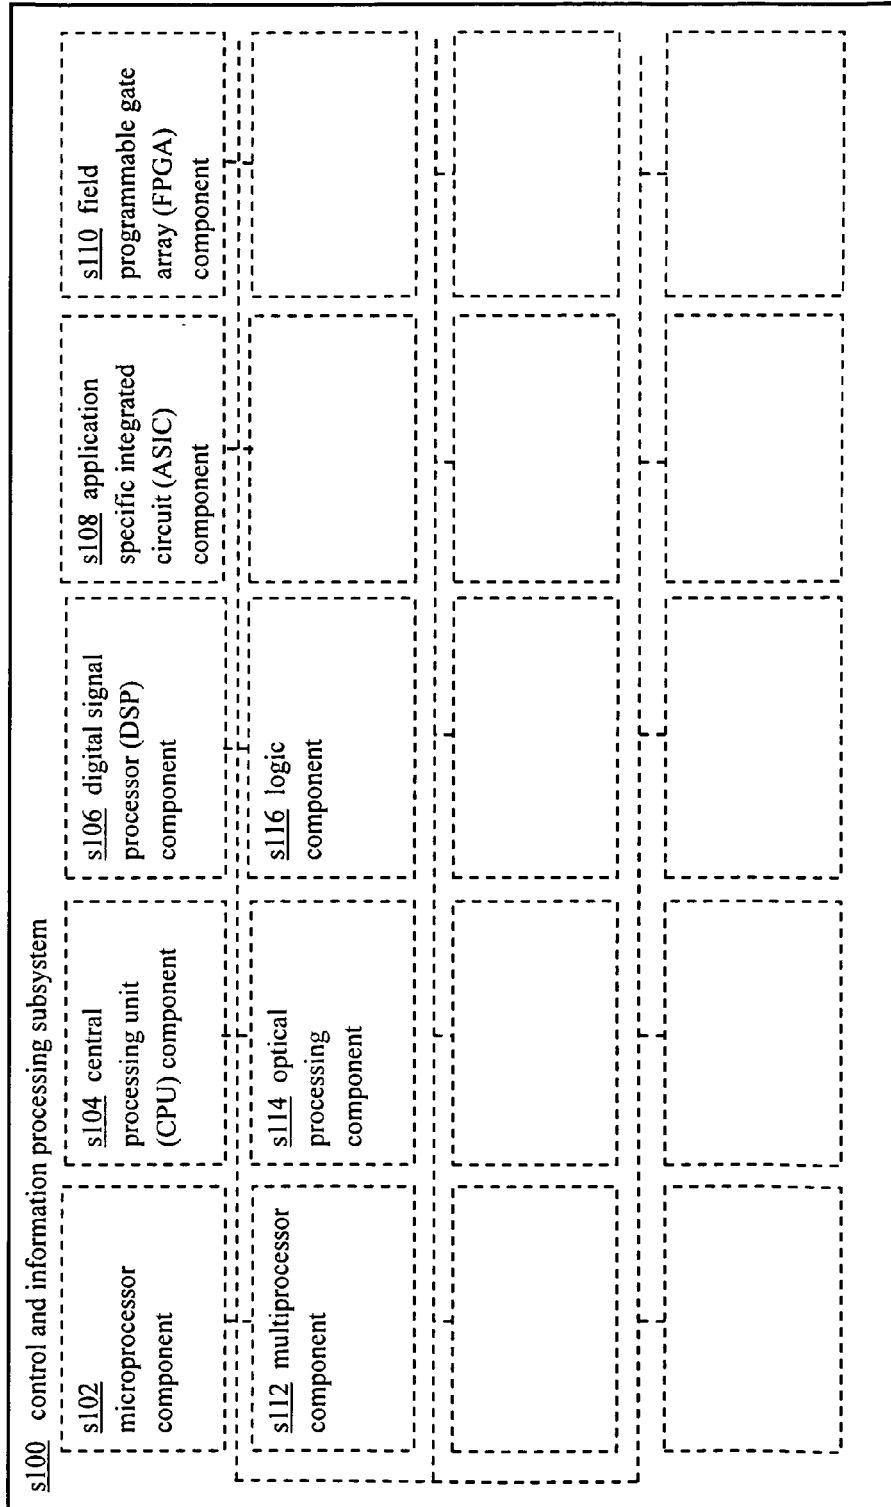 s100 control and information processing subsystem
s102
microprocessor
component
s104 central
processing unit
(CPU) component
s106 digital signal
processor (DSP)
component
s108 application
specific integrated
circuit (ASIC)
component
s110 field
programmable gate
array (FPGA)
component
s112 multiprocessor
component
s114 optical
processing
component
s116 logic
component